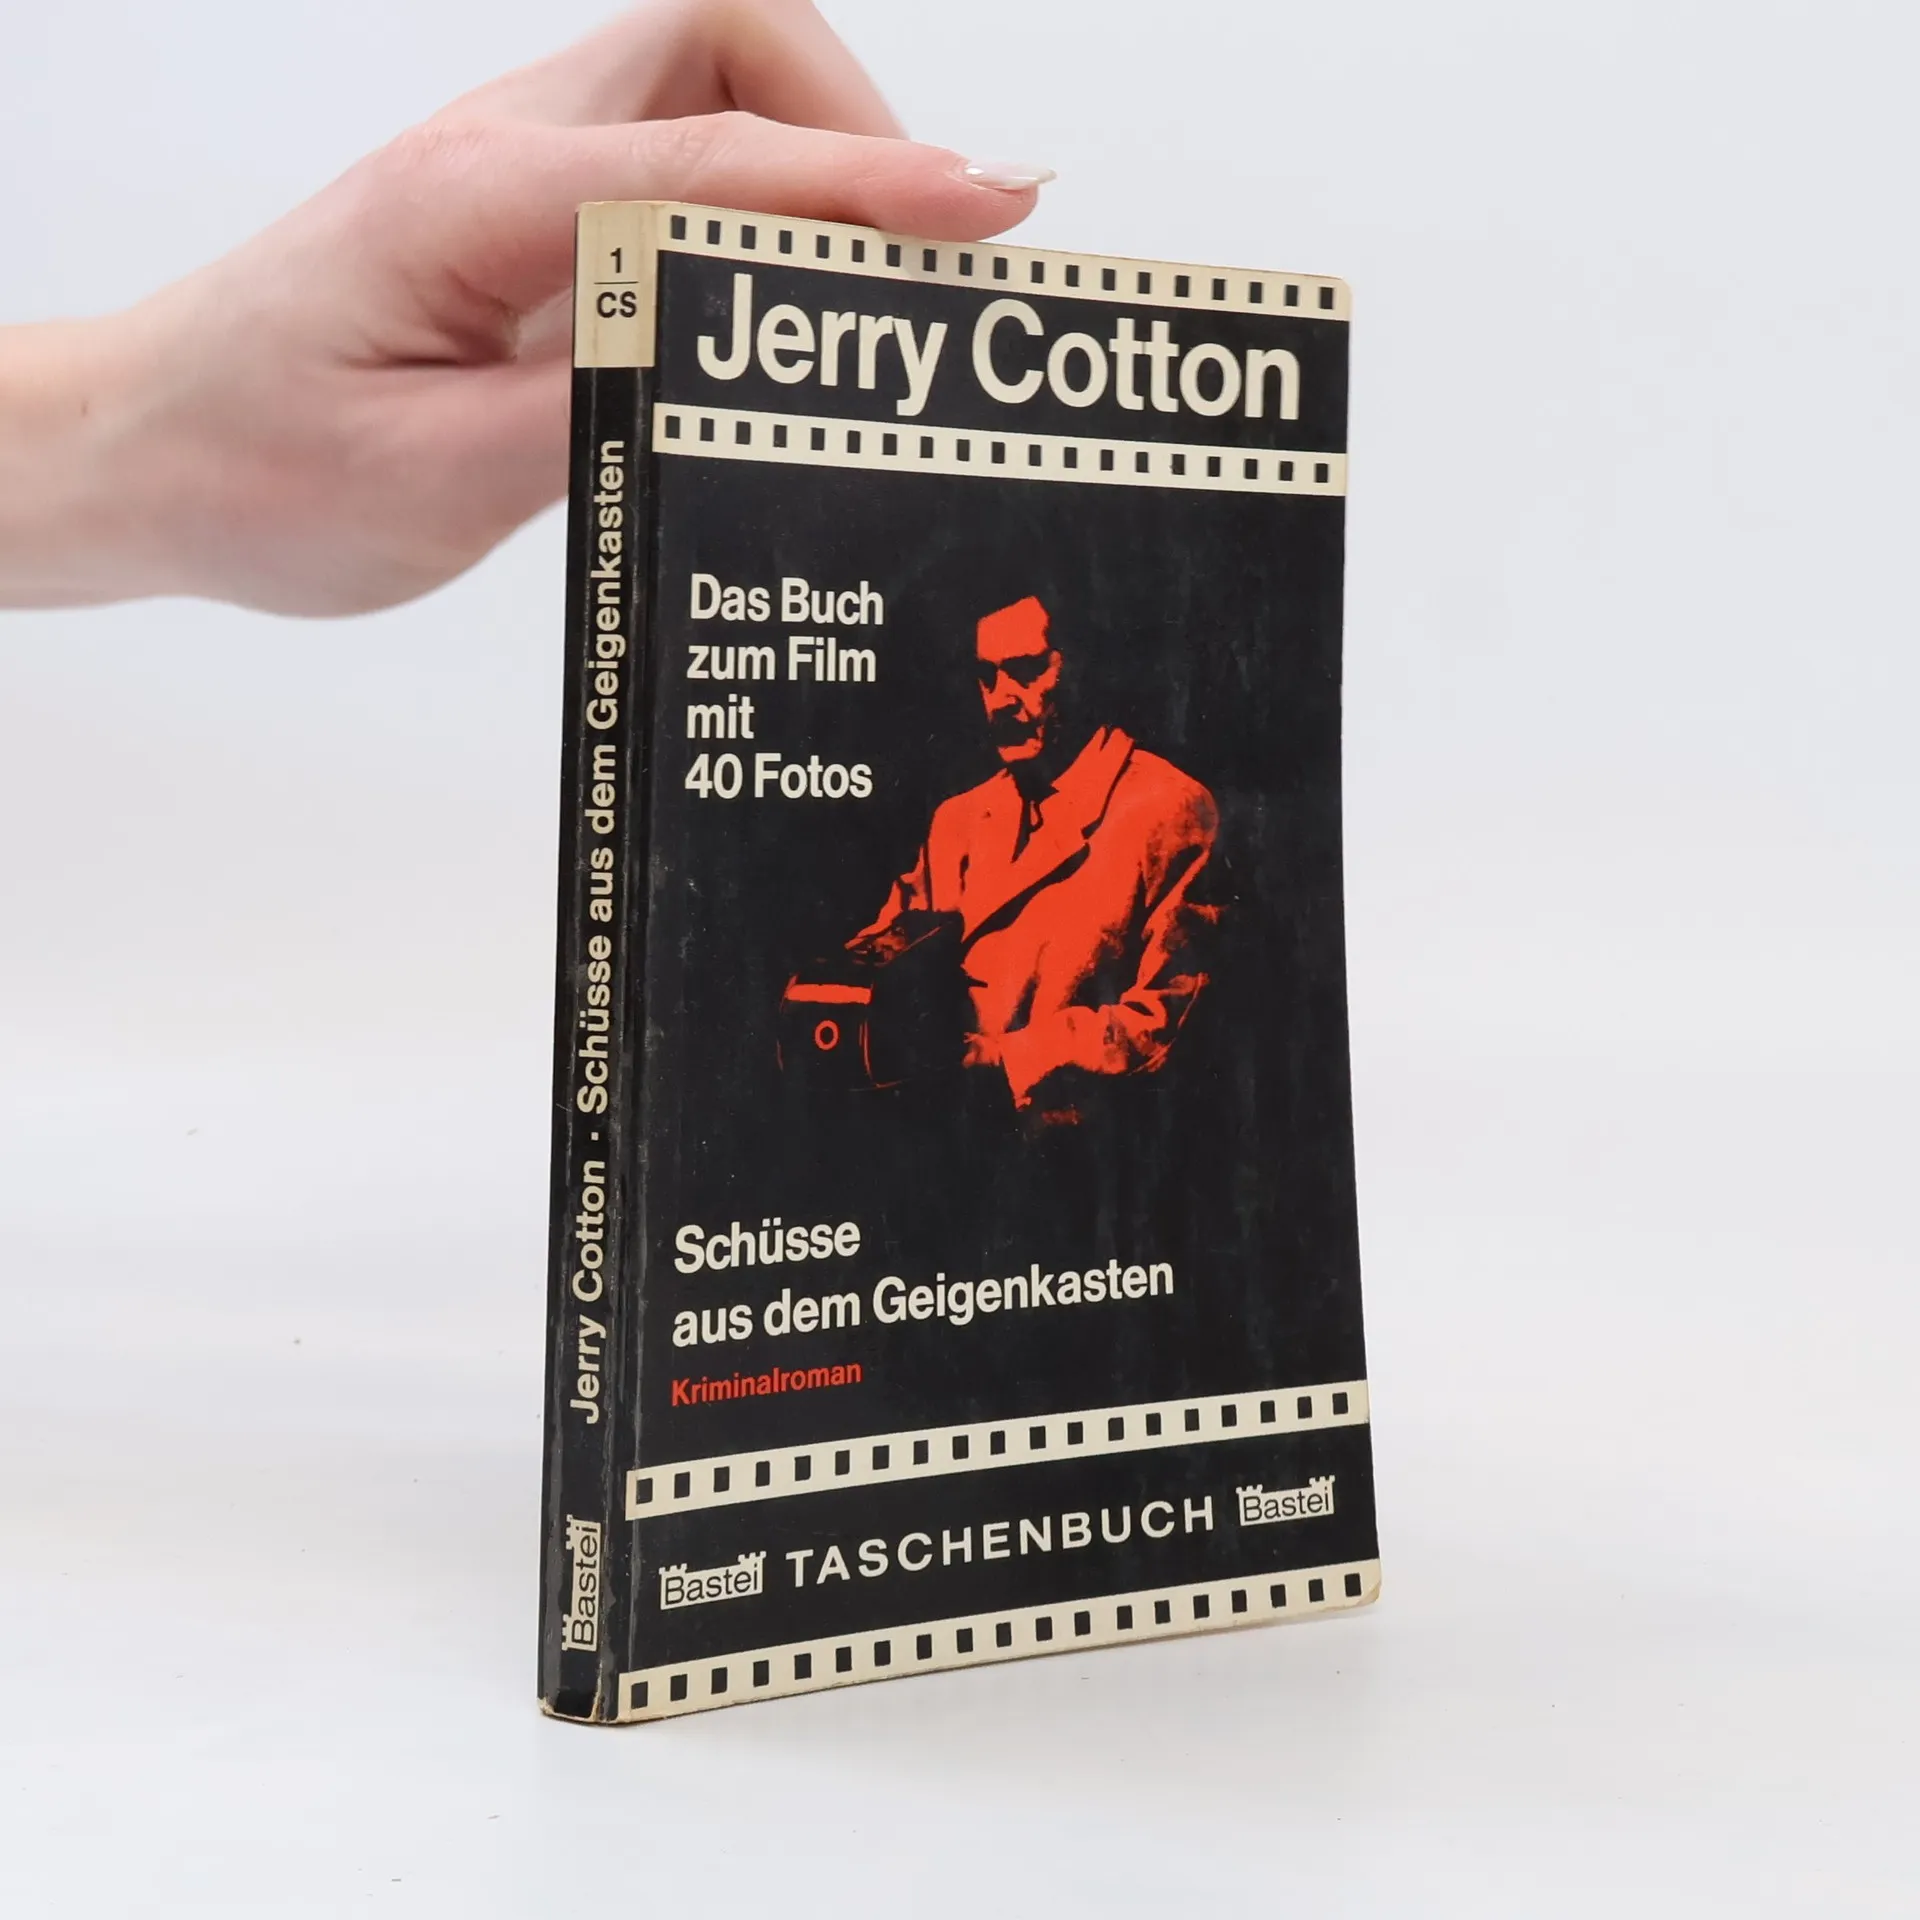 1
CS
Jerry Cotton · Schüsse aus dem Geigenkasten
Bastei
Jerry Cotton
Das Buch
zum Film
mit
40 Fotos
Schüsse
aus dem Geigenkasten
Kriminalroman
Bastei TASCHENBUCH Bastei